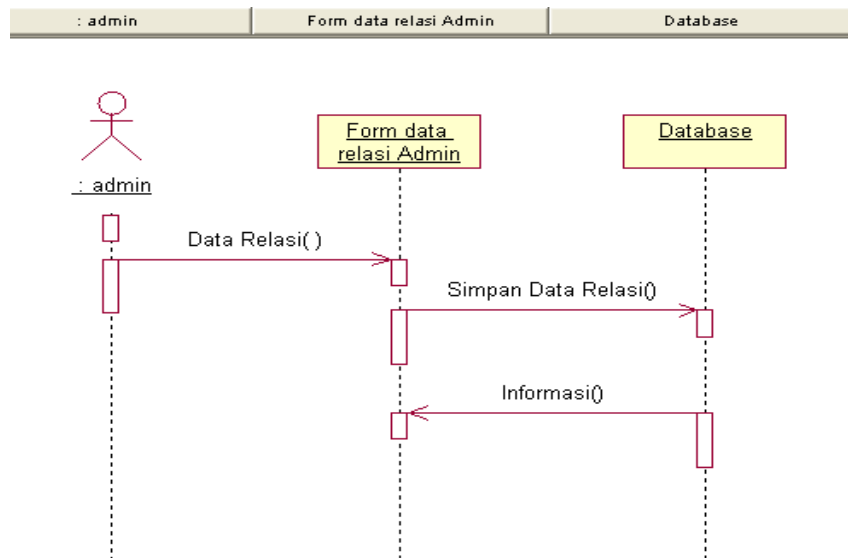 : admin
Form data relasi Admin
Database
Form data
relasi Admin
Database
: admin
Data Relasi( )
Simpan Data Relasi()
Informasi()